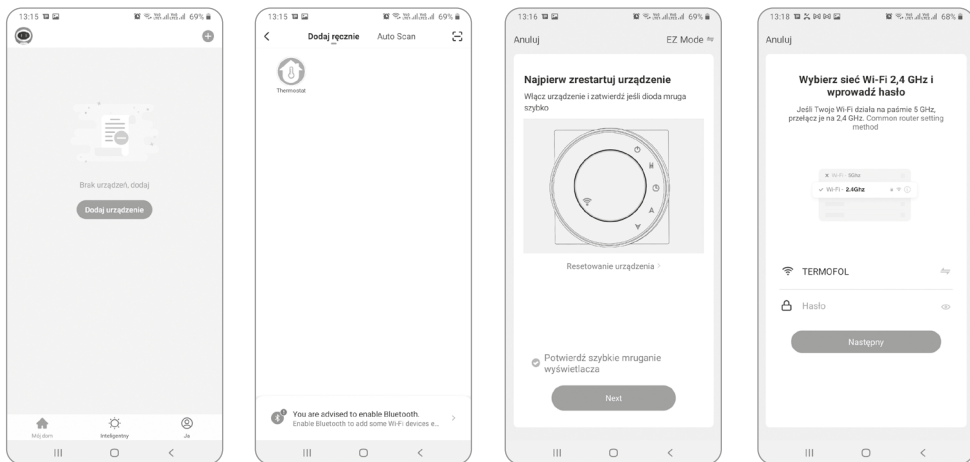 13:15 69%
Brak urządzeń, dodaj
Dodaj urządzenie
Mój dom Inteligentny Ja
13:15 69%
Dodaj ręcznie Auto Scan
Thermostat
You are advised to enable Bluetooth.
Enable Bluetooth to add some Wi-Fi devices e...
13:16 69%
Anuluj EZ Mode
Najpierw zrestartuj urządzenie
Włącz urządzenie i zatwierdź jeśli dioda mruga
szybko
A
Resetowanie urządzenia
Potwierdź szybkie mruganie
wyświetlacza
Next
13:18 68%
Anuluj
Wybierz sieć Wi-Fi 2,4 GHz i
wprowadź hasło
Jeśli Twoje Wi-Fi działa na paśmie 5 GHz,
przełącz je na 2,4 GHz. Common router setting
method
Wi-Fi - 5Ghz
Wi-Fi - 2.4Ghz
TERMOFOL
Hasło
Następny